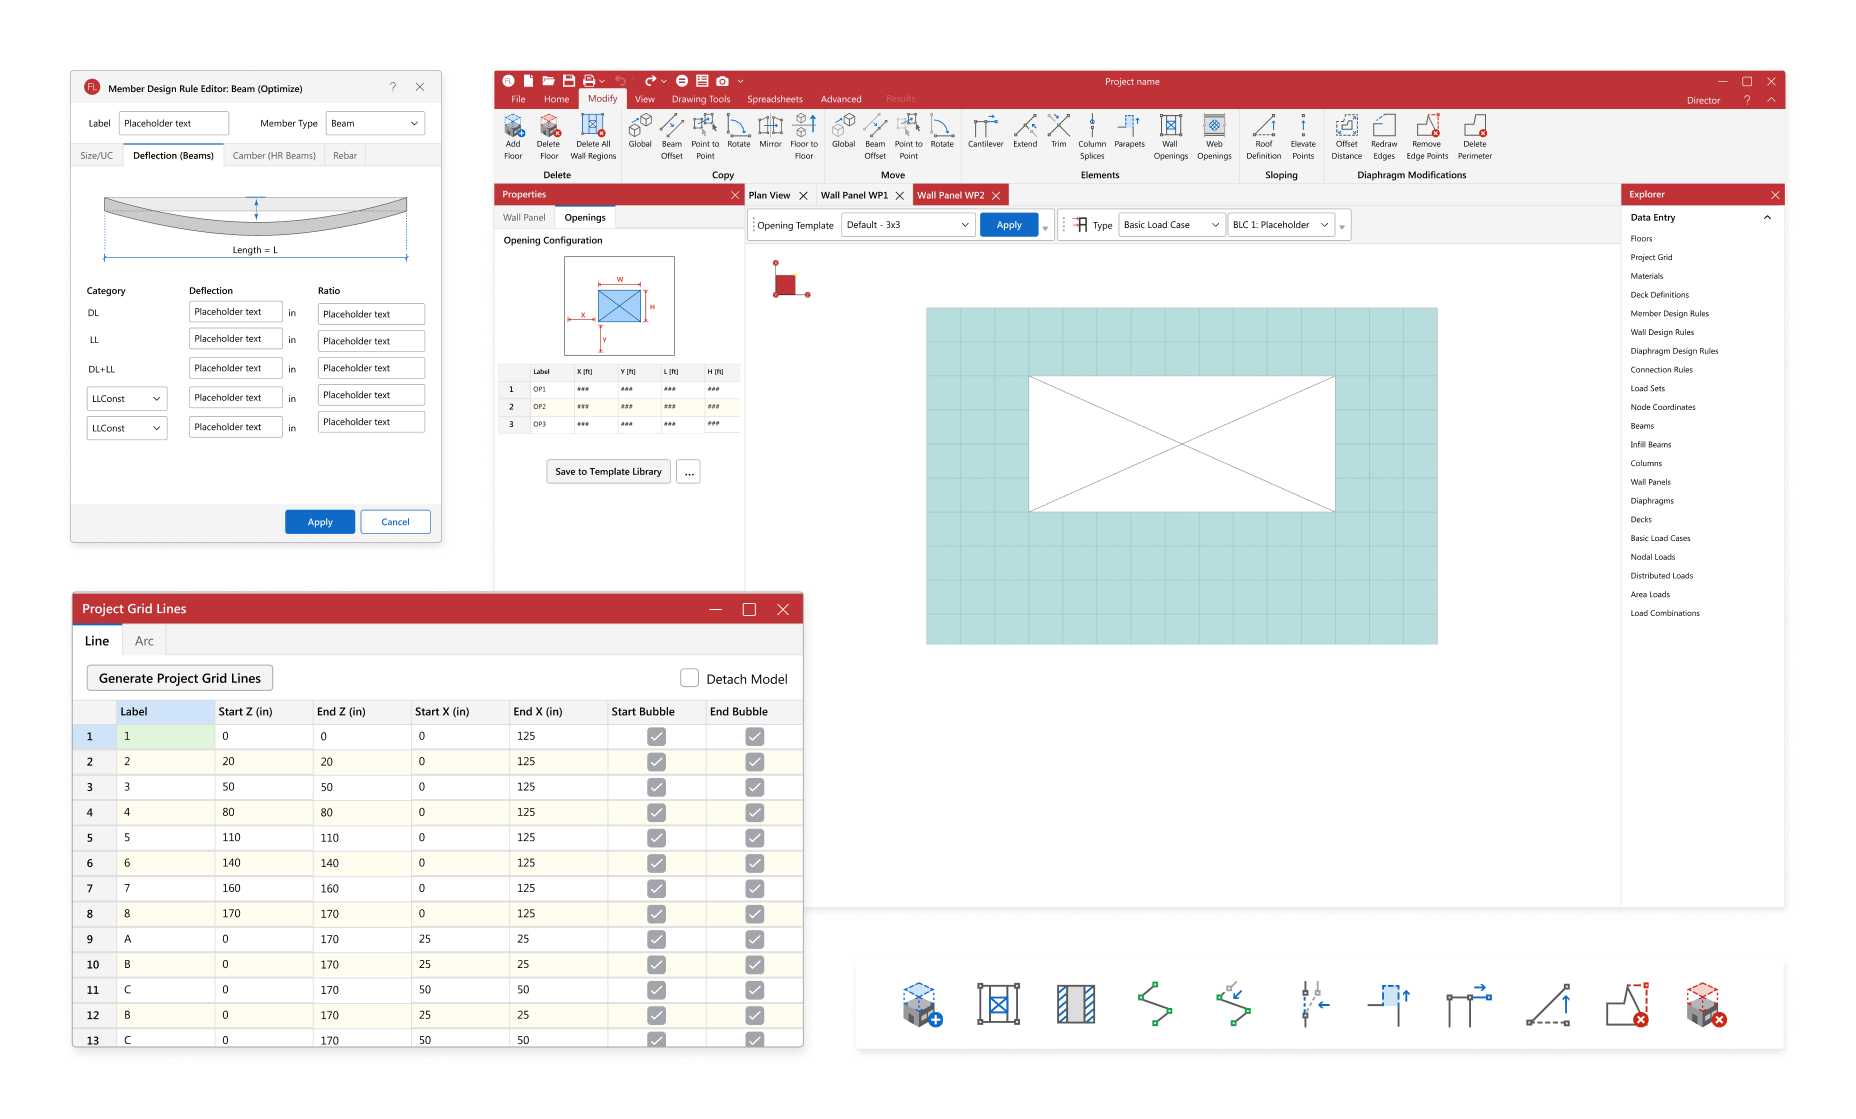 FL Member Design Rule Editor: Beam (Optimize) ?
Label Placeholder text Member Type Beam
Size/UC Deflection (Beams) Camber (HR Beams) Rebar
Length = L
Category Deflection Ratio
DL Placeholder text in Placeholder text
LL Placeholder text in Placeholder text
DL+LL Placeholder text in Placeholder text
LLConst Placeholder text in Placeholder text
LLConst Placeholder text in Placeholder text
Apply Cancel
FL Project name
File Home Modify View Drawing Tools Spreadsheets Advanced Results Director ?
Add Floor
Delete Floor
Delete All Wall Regions
Delete
Global
Beam Offset
Point to Point
Rotate
Mirror
Floor to Floor
Copy
Global
Beam Offset
Point to Point
Rotate
Move
Cantilever
Extend
Trim
Column Splices
Parapets
Wall Openings
Web Openings
Elements
Roof Definition
Elevate Points
Sloping
Offset Distance
Redraw Edges
Remove Edge Points
Delete Perimeter
Diaphragm Modifications
Properties
Wall Panel Openings
Opening Configuration
W
H
X
Y
Label X [ft] Y [ft] L [ft] H [ft]
1 OP1 ### ### ### ###
2 OP2 ### ### ### ###
3 OP3 ### ### ### ###
Save to Template Library ...
Plan View Wall Panel WP1 Wall Panel WP2
Opening Template Default - 3x3 Apply Type Basic Load Case BLC 1: Placeholder
Explorer
Data Entry
Floors
Project Grid
Materials
Deck Definitions
Member Design Rules
Wall Design Rules
Diaphragm Design Rules
Connection Rules
Load Sets
Node Coordinates
Beams
Infill Beams
Columns
Wall Panels
Diaphragms
Decks
Basic Load Cases
Nodal Loads
Distributed Loads
Area Loads
Load Combinations
Project Grid Lines
Line Arc
Generate Project Grid Lines Detach Model
Label Start Z (in) End Z (in) Start X (in) End X (in) Start Bubble End Bubble
1 1 0 0 0 125
2 2 20 20 0 125
3 3 50 50 0 125
4 4 80 80 0 125
5 5 110 110 0 125
6 6 140 140 0 125
7 7 160 160 0 125
8 8 170 170 0 125
9 A 0 170 25 25
10 B 0 170 25 25
11 C 0 170 50 50
12 B 0 170 25 25
13 C 0 170 50 50